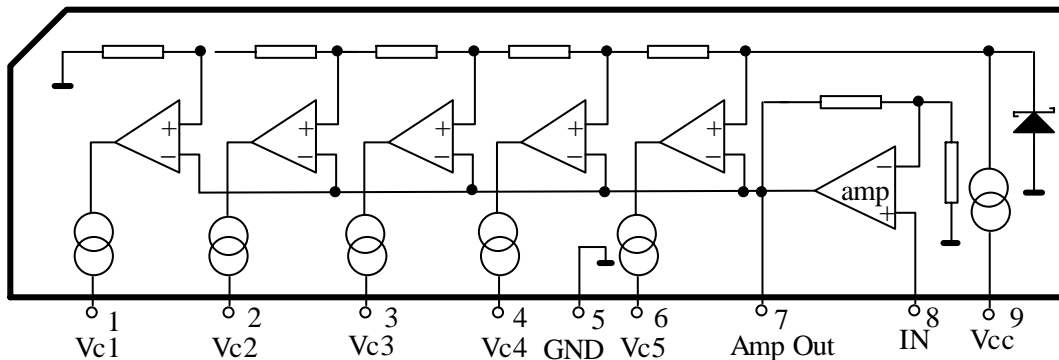 + + + + +
− − − − −
−
amp
+
1 2 3 4 5 6 7 8 9
Vc1 Vc2 Vc3 Vc4 GND Vc5 Amp Out IN Vcc